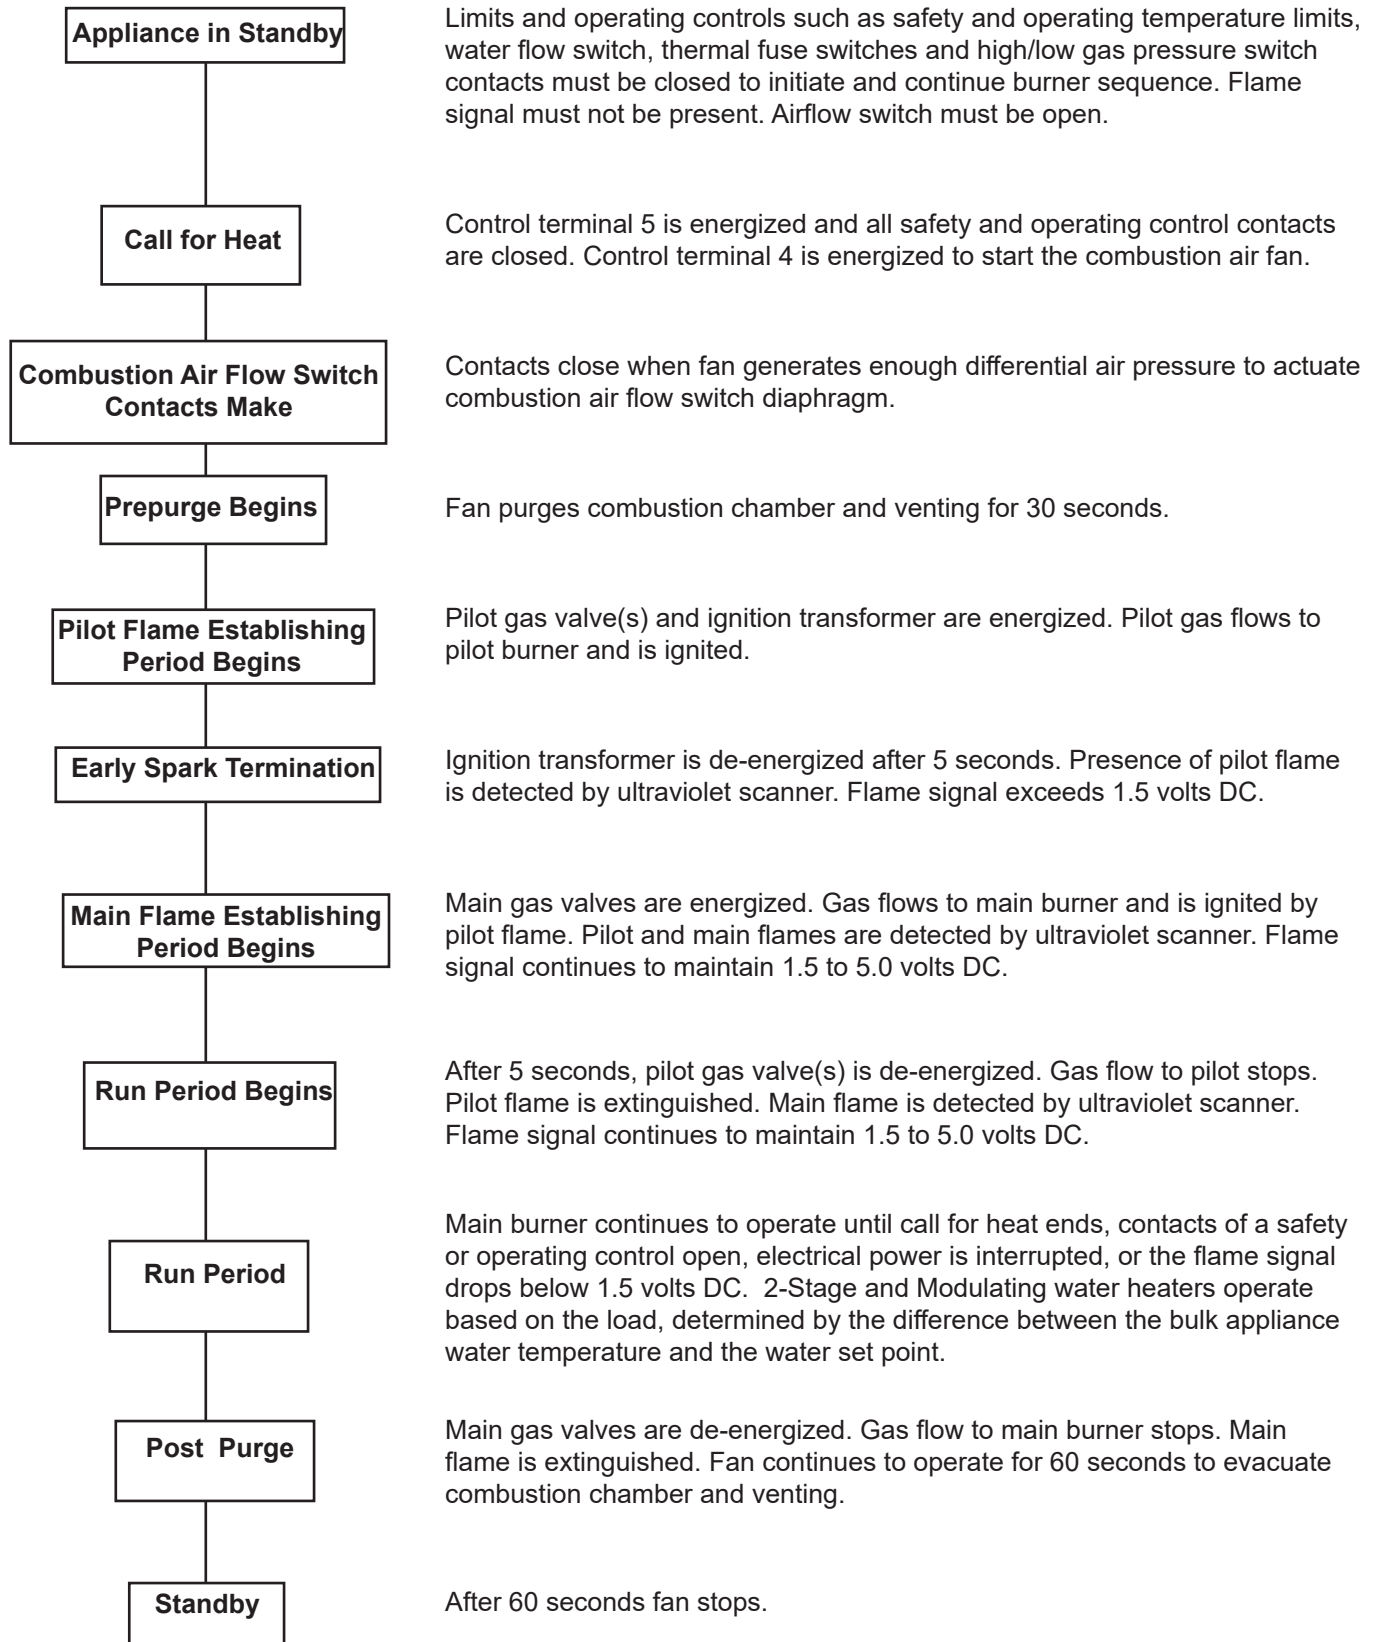 Appliance in Standby
Limits and operating controls such as safety and operating temperature limits,
water flow switch, thermal fuse switches and high/low gas pressure switch
contacts must be closed to initiate and continue burner sequence. Flame
signal must not be present. Airflow switch must be open.
Call for Heat
Control terminal 5 is energized and all safety and operating control contacts
are closed. Control terminal 4 is energized to start the combustion air fan.
Combustion Air Flow Switch
Contacts Make
Contacts close when fan generates enough differential air pressure to actuate
combustion air flow switch diaphragm.
Prepurge Begins
Fan purges combustion chamber and venting for 30 seconds.
Pilot Flame Establishing
Period Begins
Pilot gas valve(s) and ignition transformer are energized. Pilot gas flows to
pilot burner and is ignited.
Early Spark Termination
Ignition transformer is de-energized after 5 seconds. Presence of pilot flame
is detected by ultraviolet scanner. Flame signal exceeds 1.5 volts DC.
Main Flame Establishing
Period Begins
Main gas valves are energized. Gas flows to main burner and is ignited by
pilot flame. Pilot and main flames are detected by ultraviolet scanner. Flame
signal continues to maintain 1.5 to 5.0 volts DC.
Run Period Begins
After 5 seconds, pilot gas valve(s) is de-energized. Gas flow to pilot stops.
Pilot flame is extinguished. Main flame is detected by ultraviolet scanner.
Flame signal continues to maintain 1.5 to 5.0 volts DC.
Run Period
Main burner continues to operate until call for heat ends, contacts of a safety
or operating control open, electrical power is interrupted, or the flame signal
drops below 1.5 volts DC.  2-Stage and Modulating water heaters operate
based on the load, determined by the difference between the bulk appliance
water temperature and the water set point.
Post  Purge
Main gas valves are de-energized. Gas flow to main burner stops. Main
flame is extinguished. Fan continues to operate for 60 seconds to evacuate
combustion chamber and venting.
Standby
After 60 seconds fan stops.